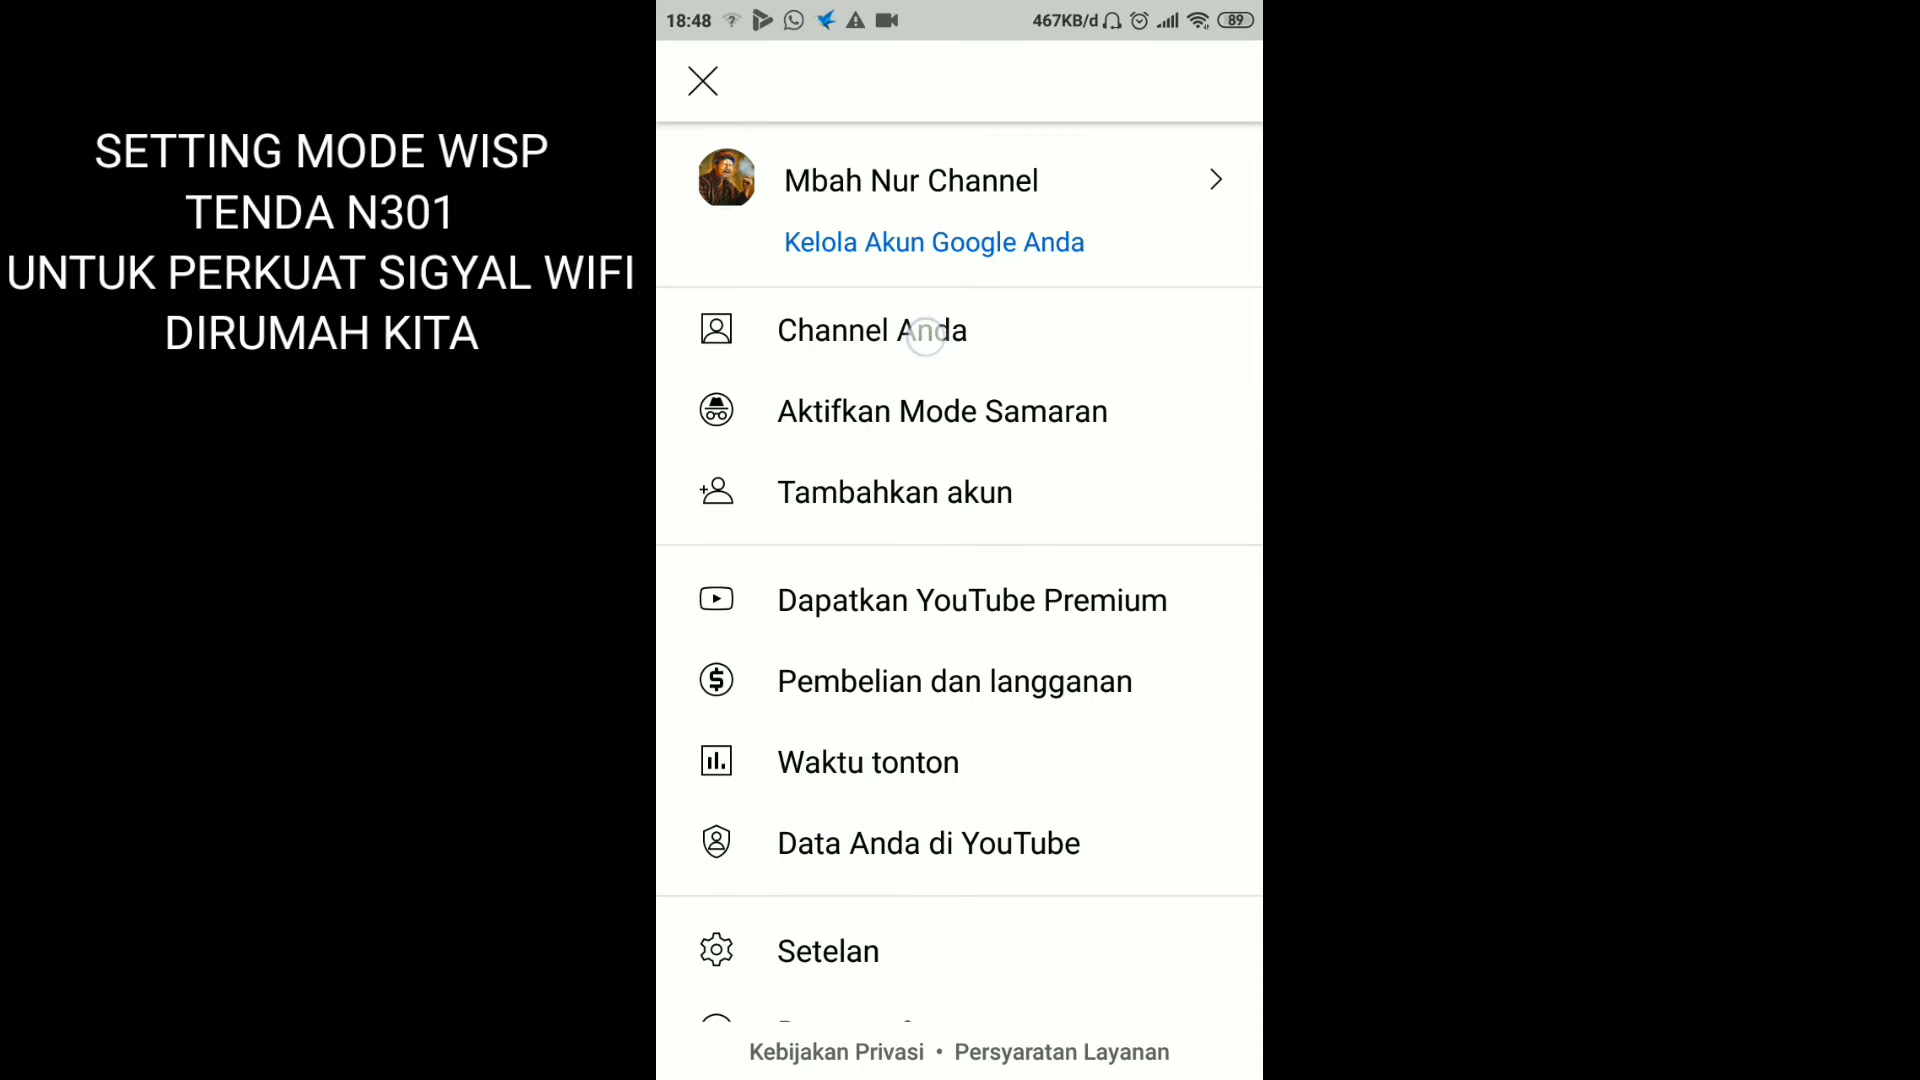 SETTING MODE WISP
TENDA N301
UNTUK PERKUAT SIGYAL WIFI
DIRUMAH KITA
18:48
467KB/d
89
Mbah Nur Channel
Kelola Akun Google Anda
Channel Anda
Aktifkan Mode Samaran
Tambahkan akun
Dapatkan YouTube Premium
Pembelian dan langganan
Waktu tonton
Data Anda di YouTube
Setelan
Kebijakan Privasi • Persyaratan Layanan